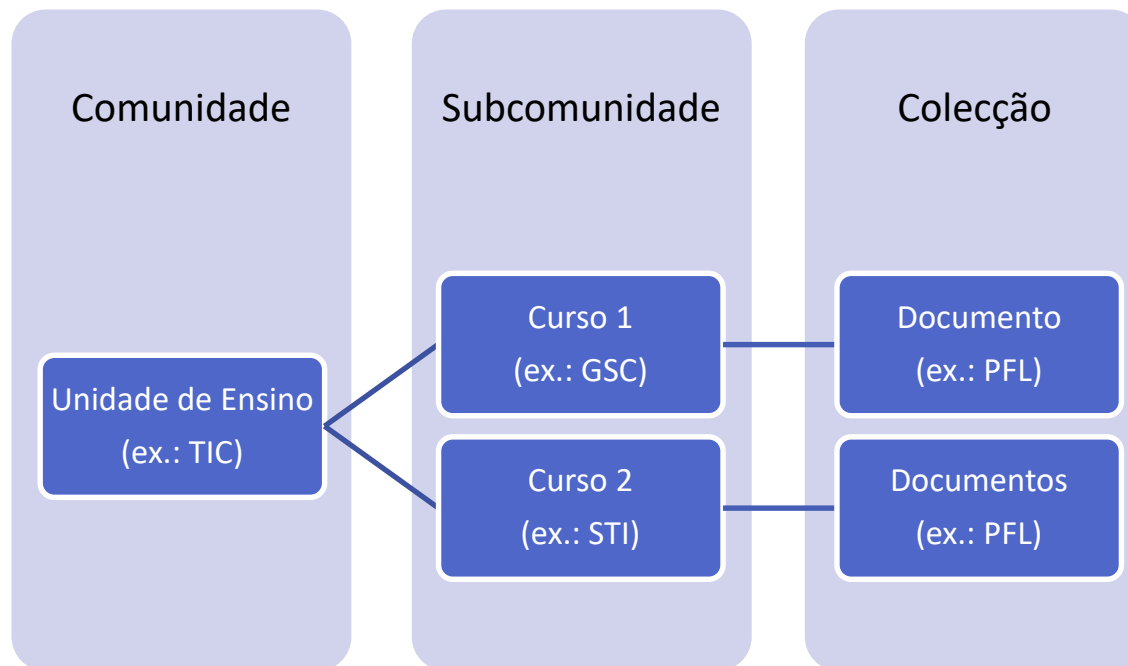 Comunidade
Subcomunidade
Colecção
Unidade de Ensino
(ex.: TIC)
Curso 1
(ex.: GSC)
Curso 2
(ex.: STI)
Documento
(ex.: PFL)
Documentos
(ex.: PFL)